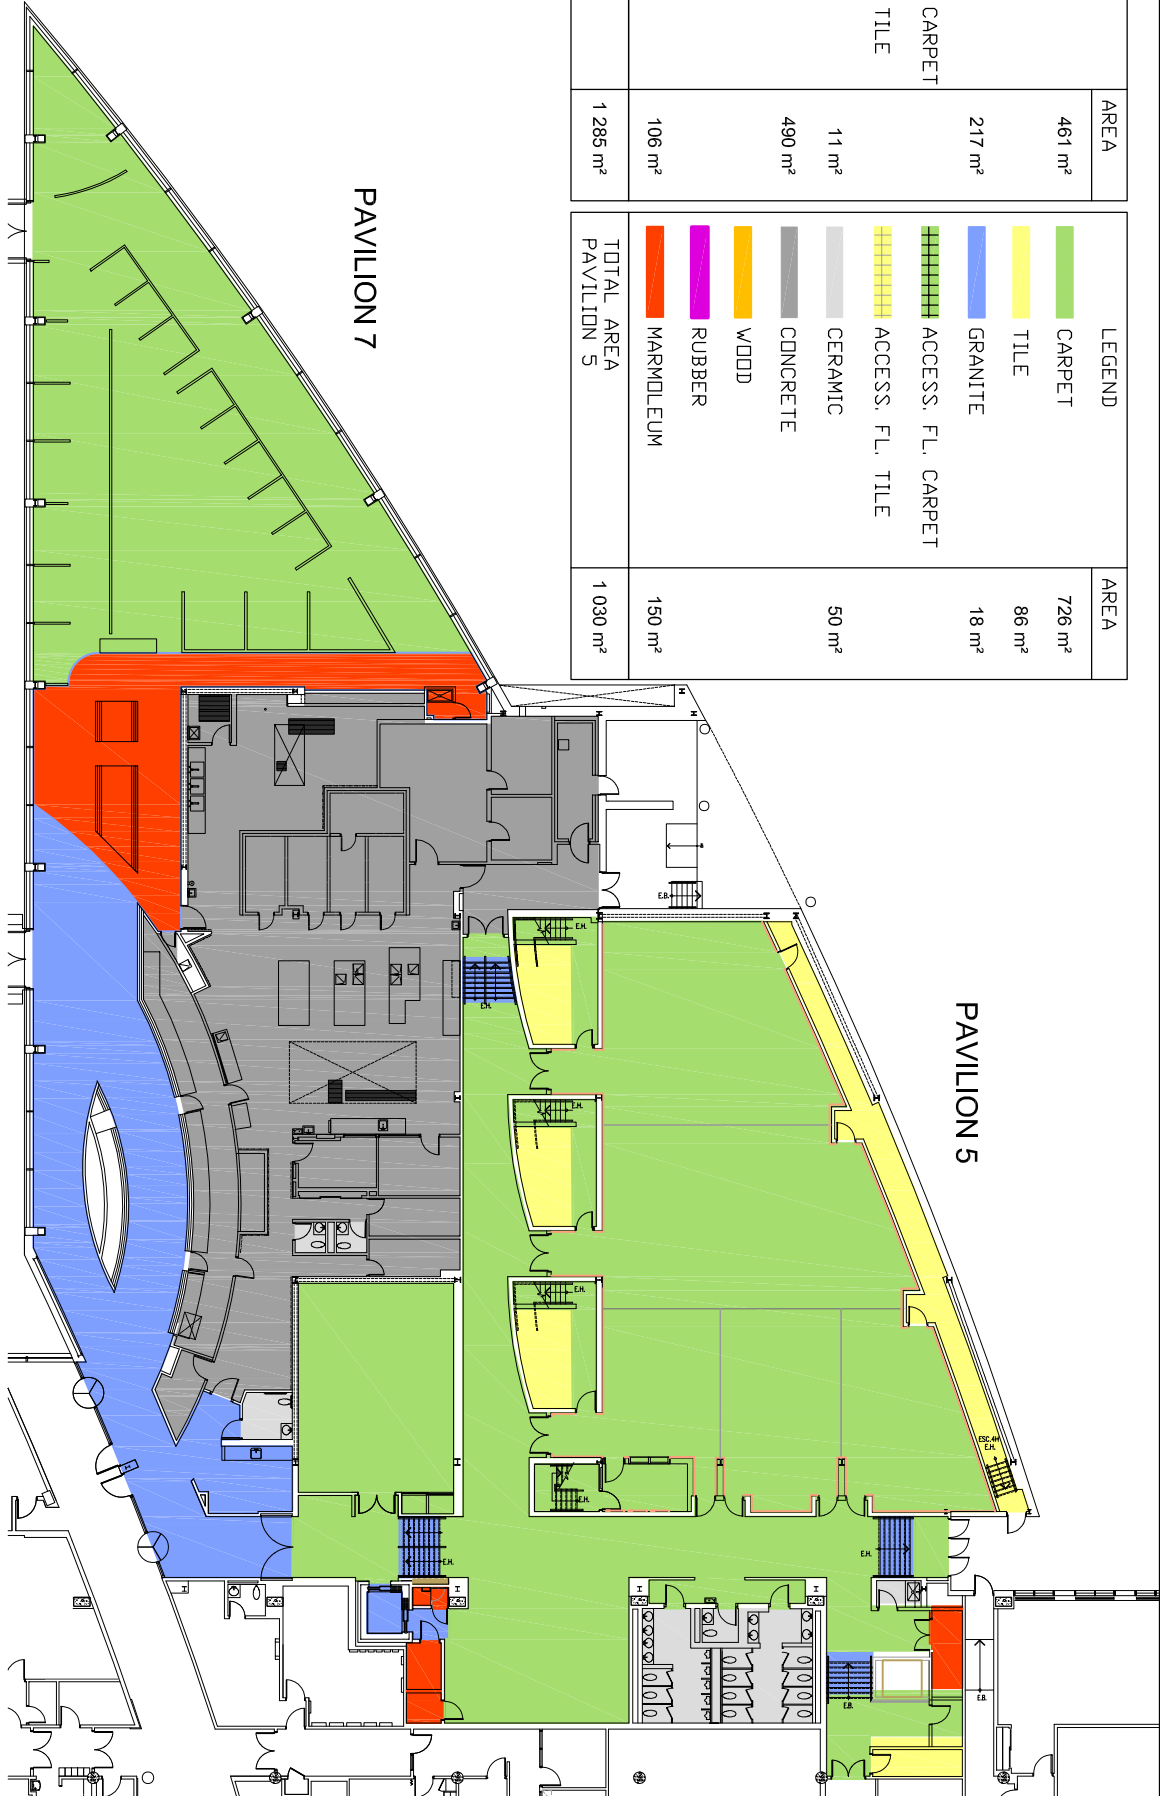 CARPET
TILE
AREA
461 m²
217 m²
11 m²
490 m²
106 m²
1 285 m²
LEGEND
AREA
CARPET
726 m²
TILE
86 m²
GRANITE
18 m²
ACCESS. FL. CARPET
ACCESS. FL. TILE
CERAMIC
50 m²
CONCRETE
WOOD
RUBBER
MARMOLEUM
150 m²
TOTAL AREA
PAVILION 5
1 030 m²
PAVILION 7
PAVILION 5
E.B.
E.H.
E.H.
E.H.
E.H.
E.H.
ESC.4H
E.H.
E.H.
E.H.
E.B.
E.B.